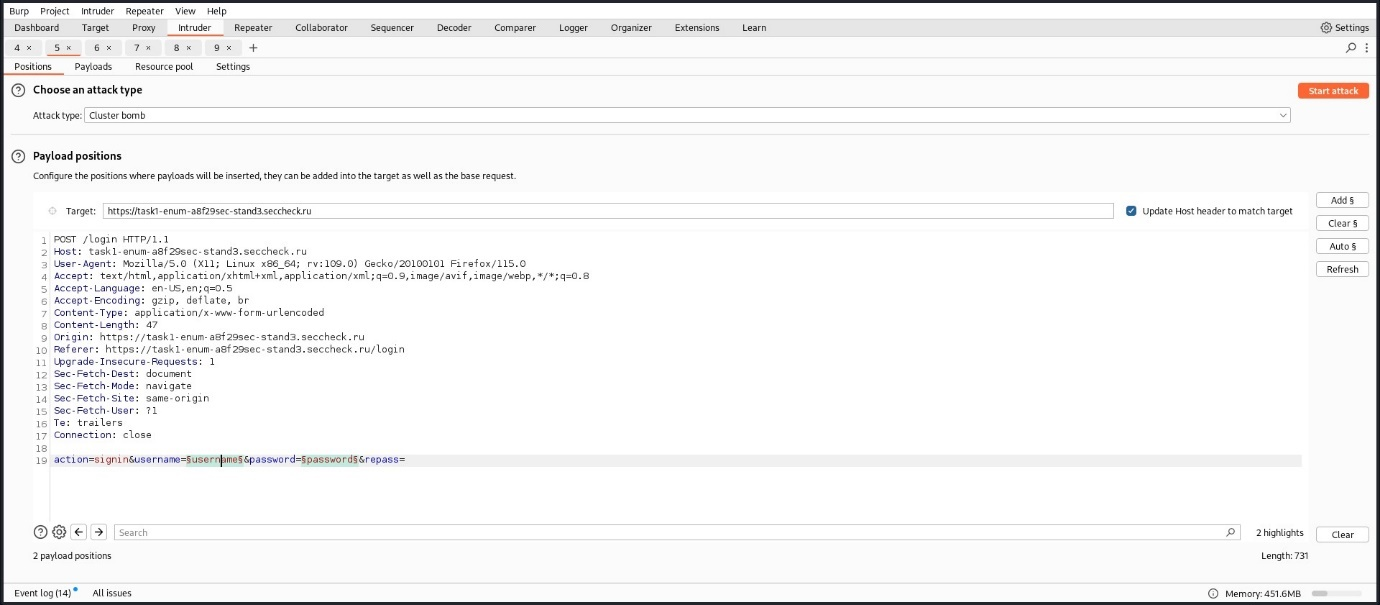 Burp Project Intruder Repeater View Help
Dashboard Target Proxy Intruder Repeater Collaborator Sequencer Decoder Comparer Logger Organizer Extensions Learn Settings
4 × 5 × 6 × 7 × 8 × 9 × +
Positions Payloads Resource pool Settings
? Choose an attack type Start attack
Attack type: Cluster bomb
? Payload positions
Configure the positions where payloads will be inserted, they can be added into the target as well as the base request.
Target: https://task1-enum-a8f29sec-stand3.seccheck.ru Update Host header to match target Add §
Clear §
Auto §
Refresh
1 POST /login HTTP/1.1
2 Host: task1-enum-a8f29sec-stand3.seccheck.ru
3 User-Agent: Mozilla/5.0 (X11; Linux x86_64; rv:109.0) Gecko/20100101 Firefox/115.0
4 Accept: text/html,application/xhtml+xml,application/xml;q=0.9,image/avif,image/webp,*/*;q=0.8
5 Accept-Language: en-US,en;q=0.5
6 Accept-Encoding: gzip, deflate, br
7 Content-Type: application/x-www-form-urlencoded
8 Content-Length: 47
9 Origin: https://task1-enum-a8f29sec-stand3.seccheck.ru
10 Referer: https://task1-enum-a8f29sec-stand3.seccheck.ru/login
11 Upgrade-Insecure-Requests: 1
12 Sec-Fetch-Dest: document
13 Sec-Fetch-Mode: navigate
14 Sec-Fetch-Site: same-origin
15 Sec-Fetch-User: ?1
16 Te: trailers
17 Connection: close
18
19 action=signin&username=§username§&password=§password§&repass=
? Search 2 highlights Clear
2 payload positions Length: 731
Event log (14) All issues Memory: 451.6MB